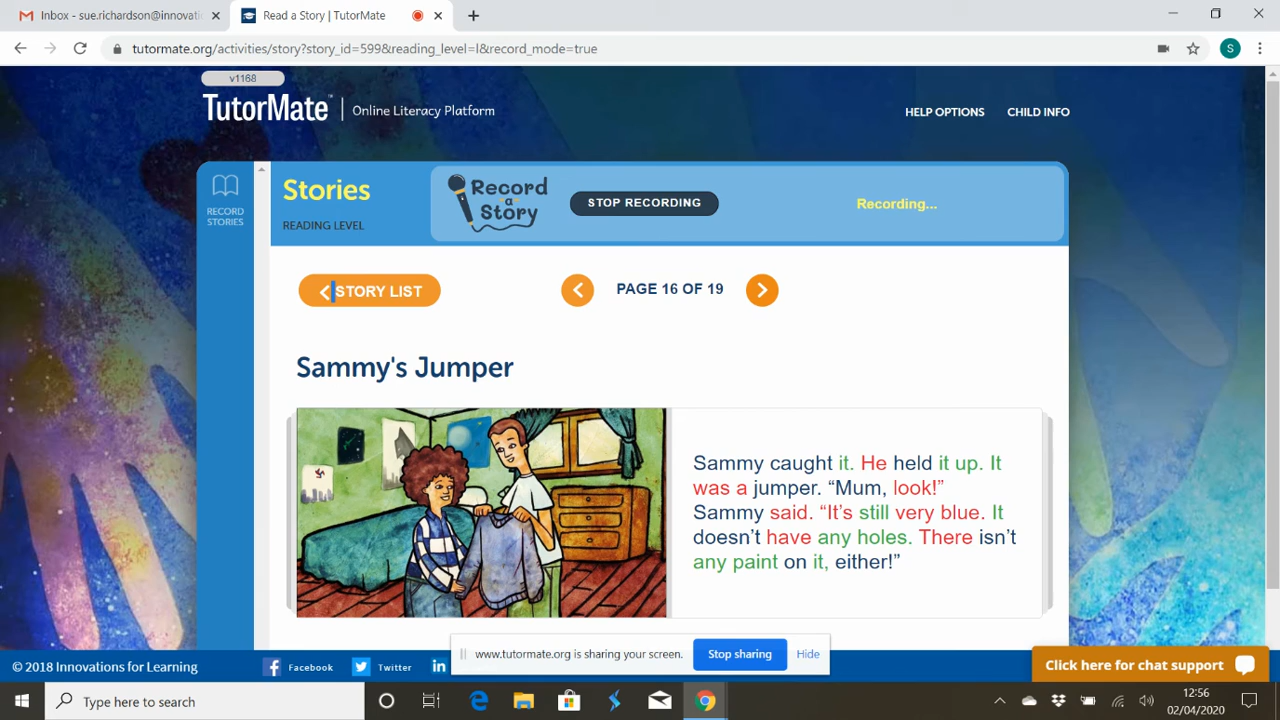 Inbox - sue.richardson@innovati
Read a Story | TutorMate
tutormate.org/activities/story?story_id=599&reading_level=I&record_mode=true
S
v1168
TutorMate™ | Online Literacy Platform
HELP OPTIONS
CHILD INFO
RECORD
STORIES
Stories
READING LEVEL
Record
a
Story
STOP RECORDING
Recording...
STORY LIST
PAGE 16 OF 19
Sammy's Jumper
Sammy caught it. He held it up. It
was a jumper. “Mum, look!”
Sammy said. “It’s still very blue. It
doesn’t have any holes. There isn’t
any paint on it, either!”
www.tutormate.org is sharing your screen.
Stop sharing
Hide
© 2018 Innovations for Learning
Facebook
Twitter
in
Click here for chat support
Type here to search
12:56
02/04/2020